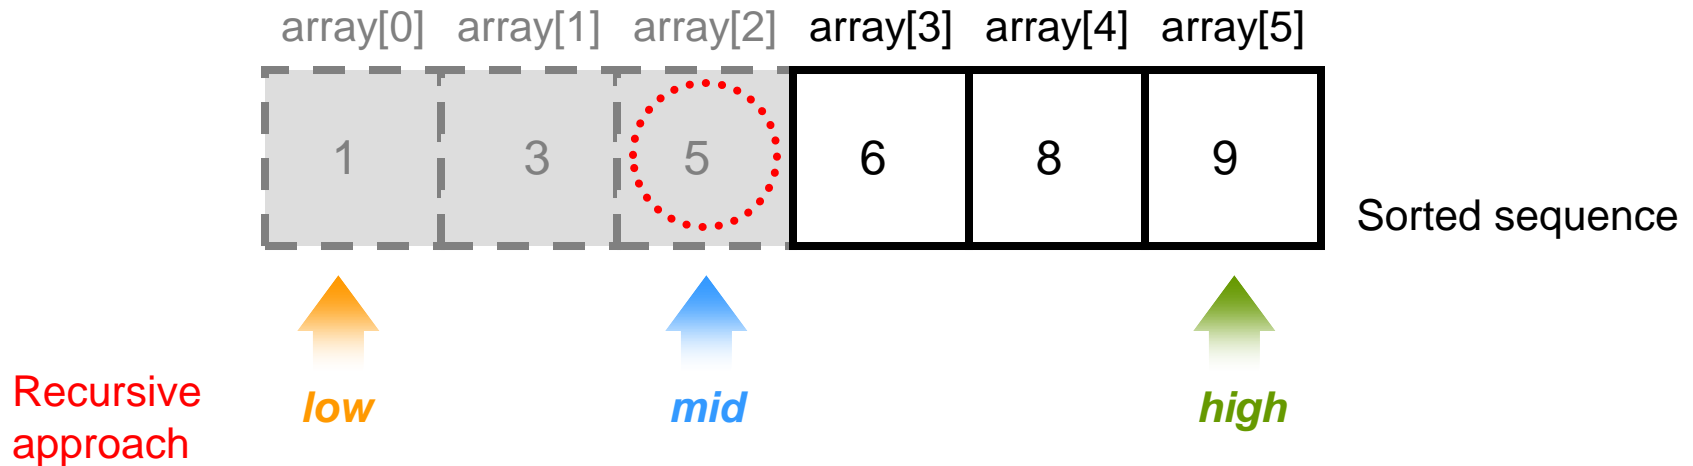 array[0] array[1] array[2] array[3] array[4] array[5]
1 3 5 6 8 9
Sorted sequence
low mid high
Recursive
approach